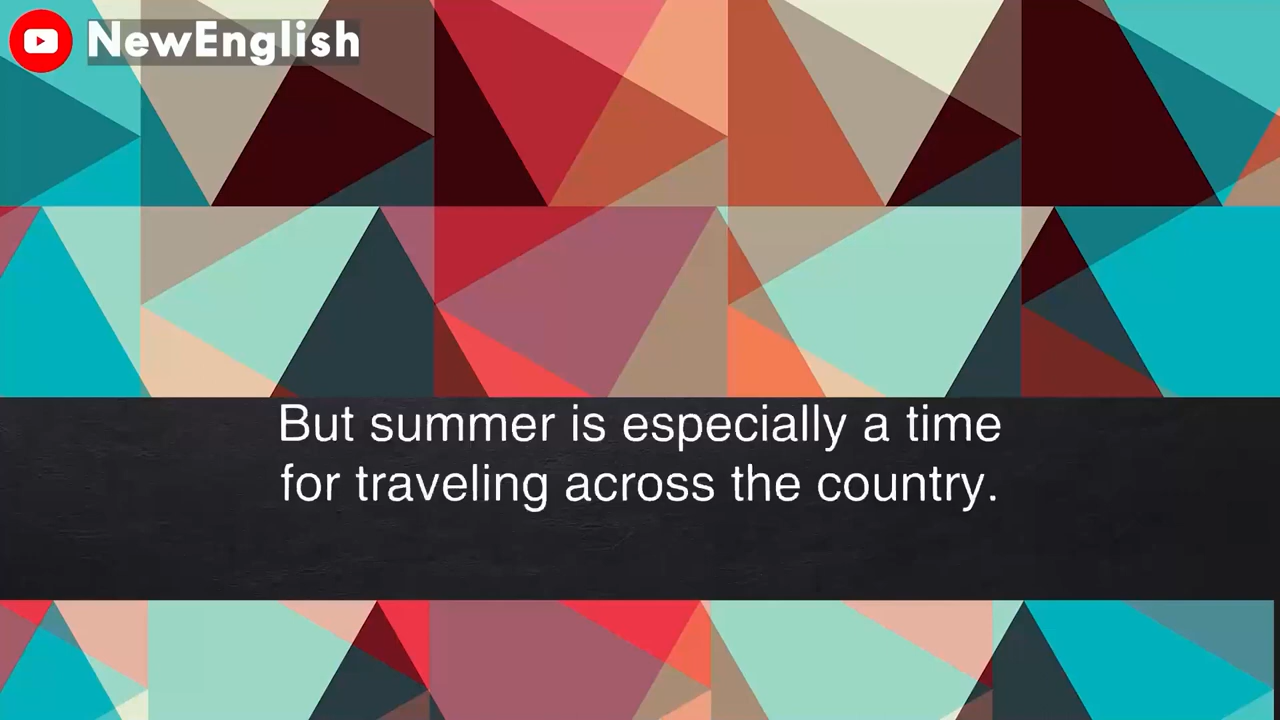 NewEnglish
But summer is especially a time
for traveling across the country.